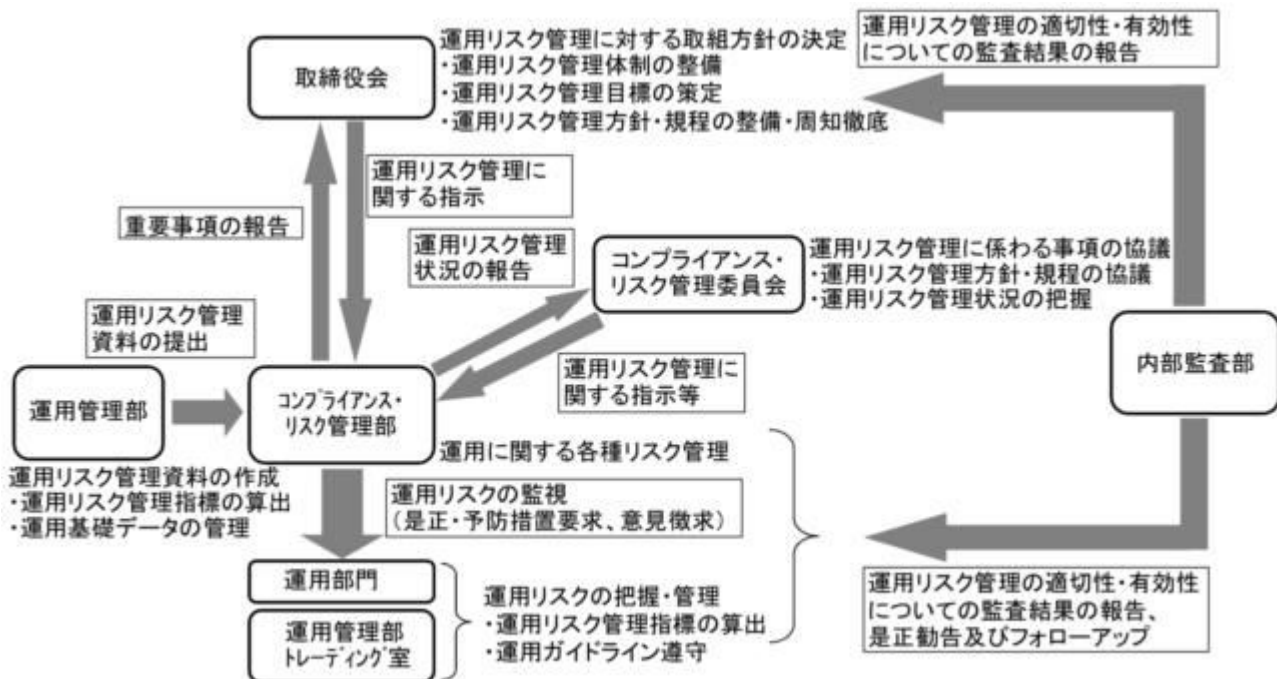 運用リスク管理に対する取組方針の決定
・運用リスク管理体制の整備
・運用リスク管理目標の策定
・運用リスク管理方針・規程の整備・周知徹底
運用リスク管理の適切性・有効性
についての監査結果の報告
取締役会
運用リスク管理に
関する指示
重要事項の報告
運用リスク管理
状況の報告
コンプライアンス・
リスク管理委員会
運用リスク管理に係わる事項の協議
・運用リスク管理方針・規程の協議
・運用リスク管理状況の把握
運用リスク管理
資料の提出
内部監査部
運用リスク管理に
関する指示等
運用管理部
コンプライアンス・
リスク管理部
運用に関する各種リスク管理
運用リスク管理資料の作成
・運用リスク管理指標の算出
・運用基礎データの管理
運用リスクの監視
（是正・予防措置要求、意見徴求）
運用部門
運用管理部
トレーディング室
運用リスクの把握・管理
・運用リスク管理指標の算出
・運用ガイドライン遵守
運用リスク管理の適切性・有効性
についての監査結果の報告、
是正勧告及びフォローアップ